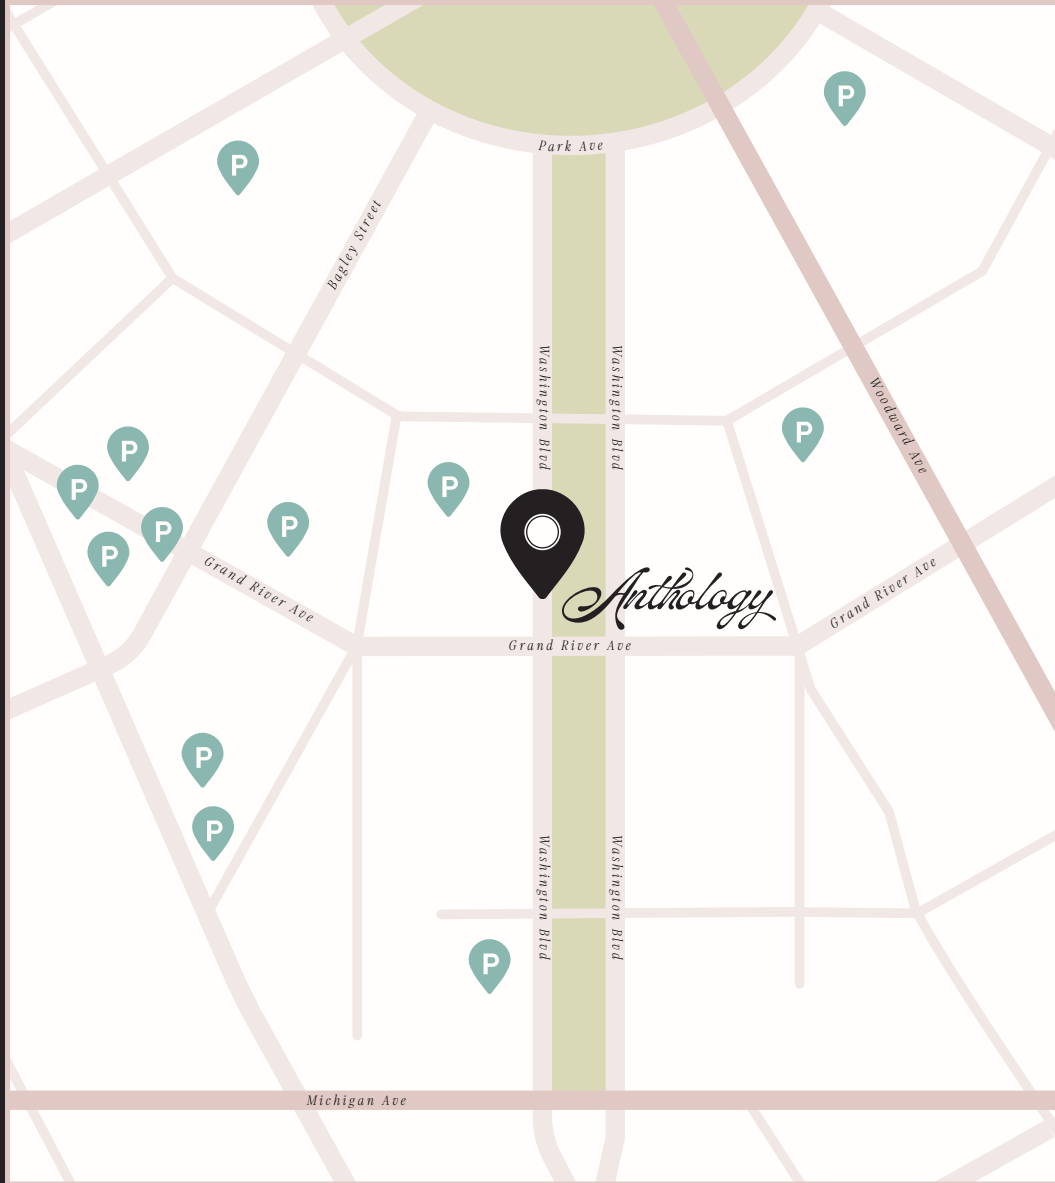 P
Park Ave
P
Bagley Street
Washington Blvd
Washington Blvd
Woodward Ave
P
P
P
P
P
P
P
Grand River Ave
Anthology
Grand River Ave
Grand River Ave
P
P
Washington Blvd
Washington Blvd
P
Michigan Ave